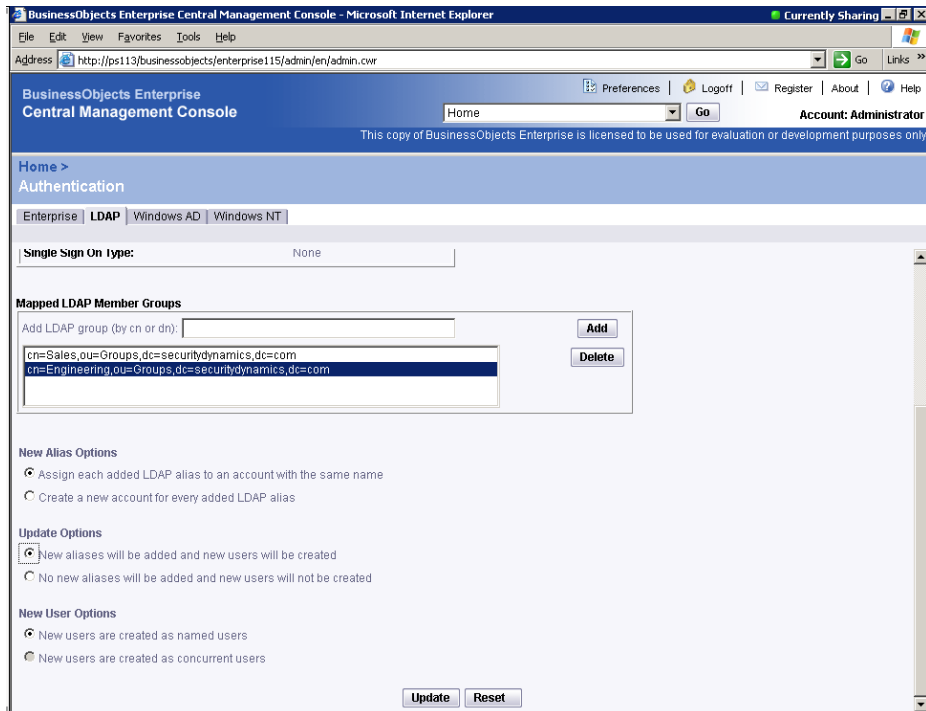 BusinessObjects Enterprise Central Management Console - Microsoft Internet Explorer
Currently Sharing
File Edit View Favorites Tools Help
Address http://ps113/businessobjects/enterprise115/admin/en/admin.cwr Go Links »
BusinessObjects Enterprise
Preferences | Logoff | Register | About | Help
Central Management Console
Home Go
Account: Administrator
This copy of BusinessObjects Enterprise is licensed to be used for evaluation or development purposes only
Home >
Authentication
Enterprise | LDAP | Windows AD | Windows NT |
Single Sign On Type: None
Mapped LDAP Member Groups
Add LDAP group (by cn or dn): Add
cn=Sales,ou=Groups,dc=securitydynamics,dc=com
Delete
cn=Engineering,ou=Groups,dc=securitydynamics,dc=com
New Alias Options
Assign each added LDAP alias to an account with the same name
Create a new account for every added LDAP alias
Update Options
New aliases will be added and new users will be created
No new aliases will be added and new users will not be created
New User Options
New users are created as named users
New users are created as concurrent users
Update Reset